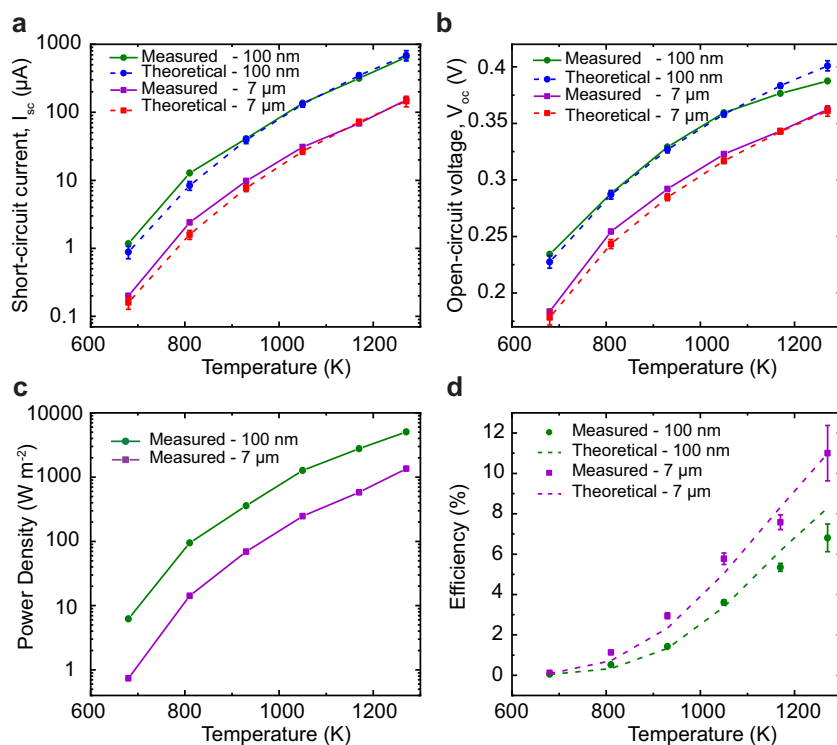 a
1000
100
10
1
0.1
Short-circuit current, Isc (µA)
Measured - 100 nm
Theoretical - 100 nm
Measured - 7 µm
Theoretical - 7 µm
600 800 1000 1200
Temperature (K)
b
0.4
0.35
0.3
0.25
0.2
Open-circuit voltage, Voc (V)
Measured - 100 nm
Theoretical - 100 nm
Measured - 7 µm
Theoretical - 7 µm
600 800 1000 1200
Temperature (K)
c
10000
1000
100
10
1
Power Density (W m-2)
Measured - 100 nm
Measured - 7 µm
600 800 1000 1200
Temperature (K)
d
12
10
8
6
4
2
0
Efficiency (%)
Measured - 100 nm
Theoretical - 100 nm
Measured - 7 µm
Theoretical - 7 µm
600 800 1000 1200
Temperature (K)